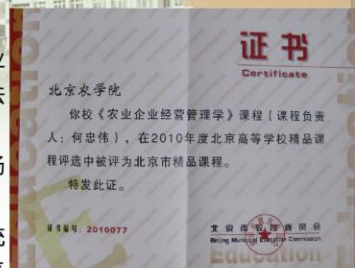 证书
Certificate
北京农学院
你校《农业企业经营管理学》课程（课程负责
人：何忠伟），在2010年度北京高等学校精品课
程评选中被评为北京市精品课程。
特发此证。
证书编号：2010077
北京市教育委员会
Beijing Municipal Education Commission
Education